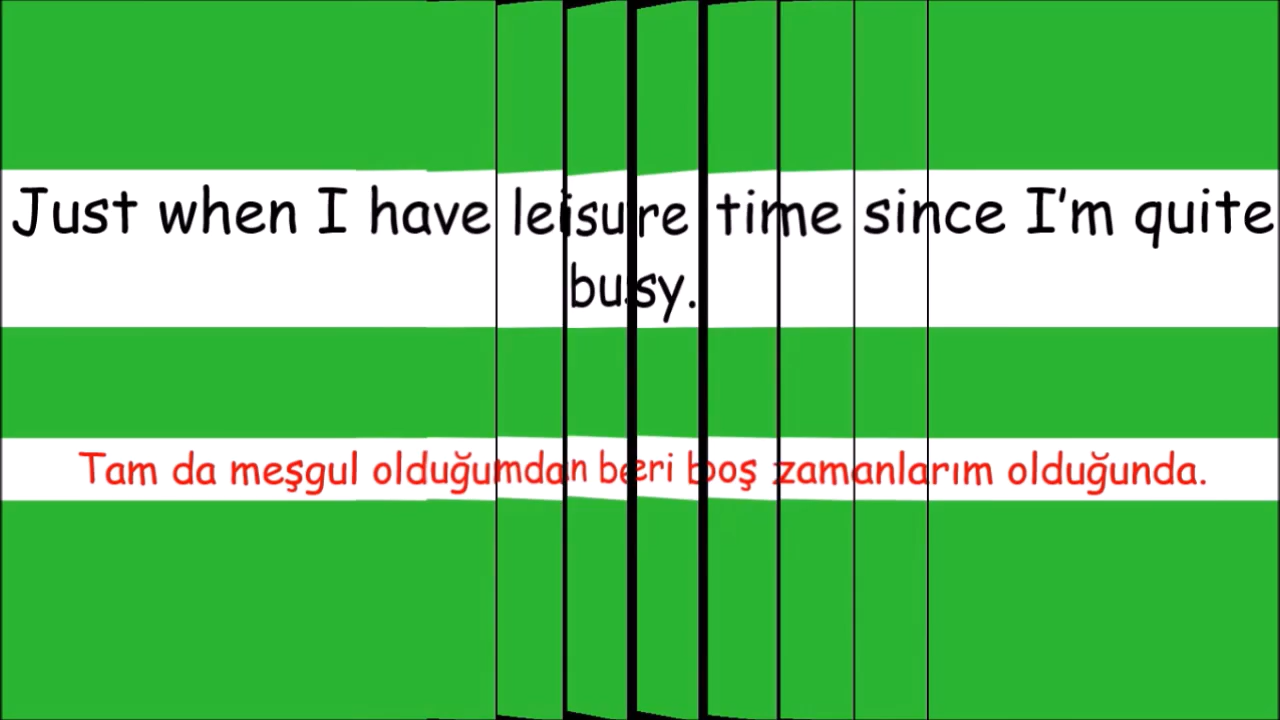 Just when I have leisure time since I'm quite
busy.
Tam da meşgul olduğumdan beri boş zamanlarım olduğunda.